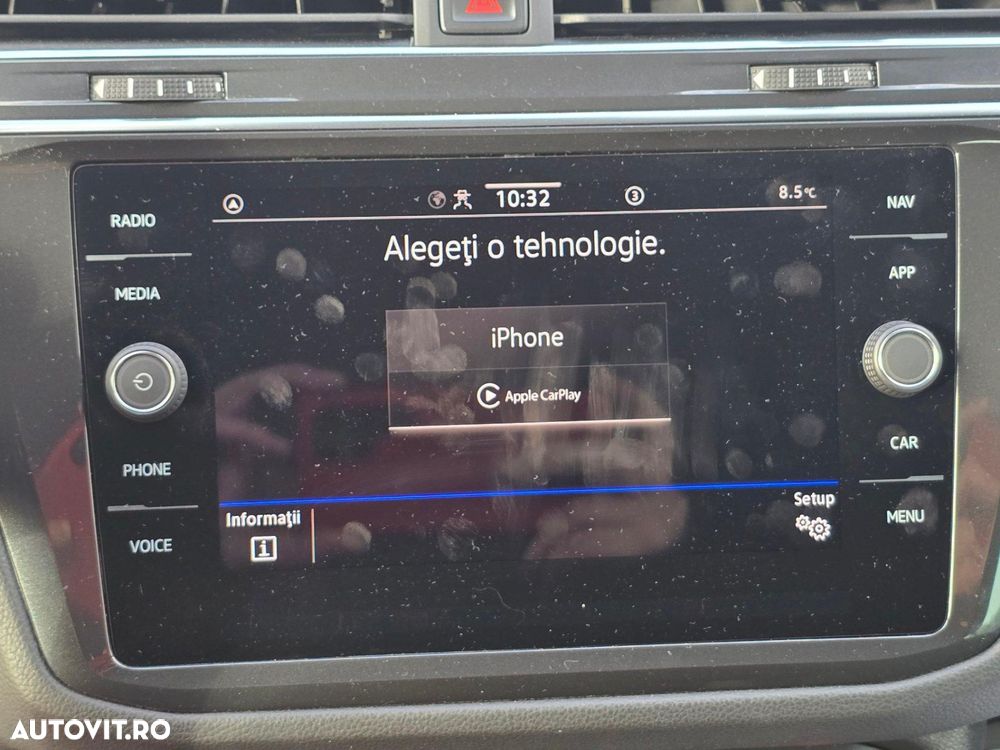 10:32
3
8.5°C
RADIO
NAV
Alegeţi o tehnologie.
MEDIA
APP
iPhone
Apple CarPlay
PHONE
CAR
Informaţii
Setup
VOICE
MENU
AUTOVIT.RO